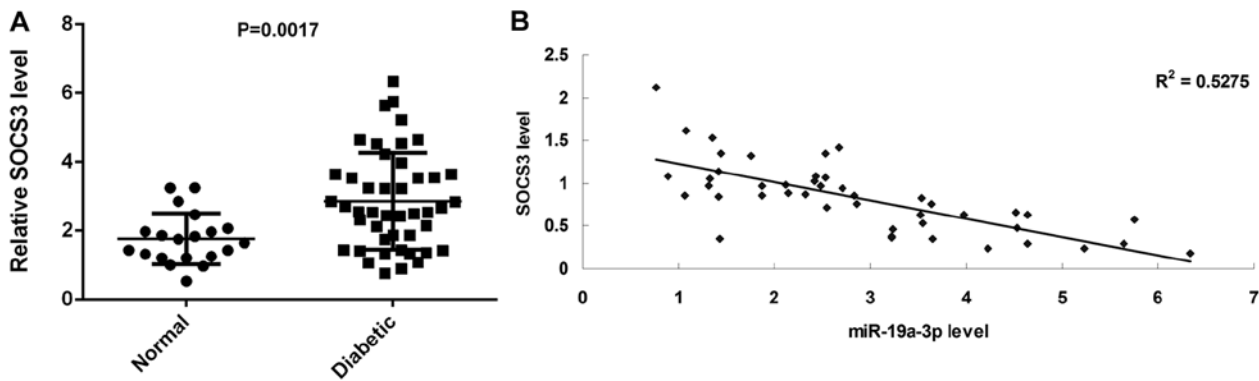 A
P=0.0017
Relative SOCS3 level
8
6
4
2
0
Normal
Diabetic
B
R² = 0.5275
SOCS3 level
2.5
2
1.5
1
0.5
0
0 1 2 3 4 5 6 7
miR-19a-3p level